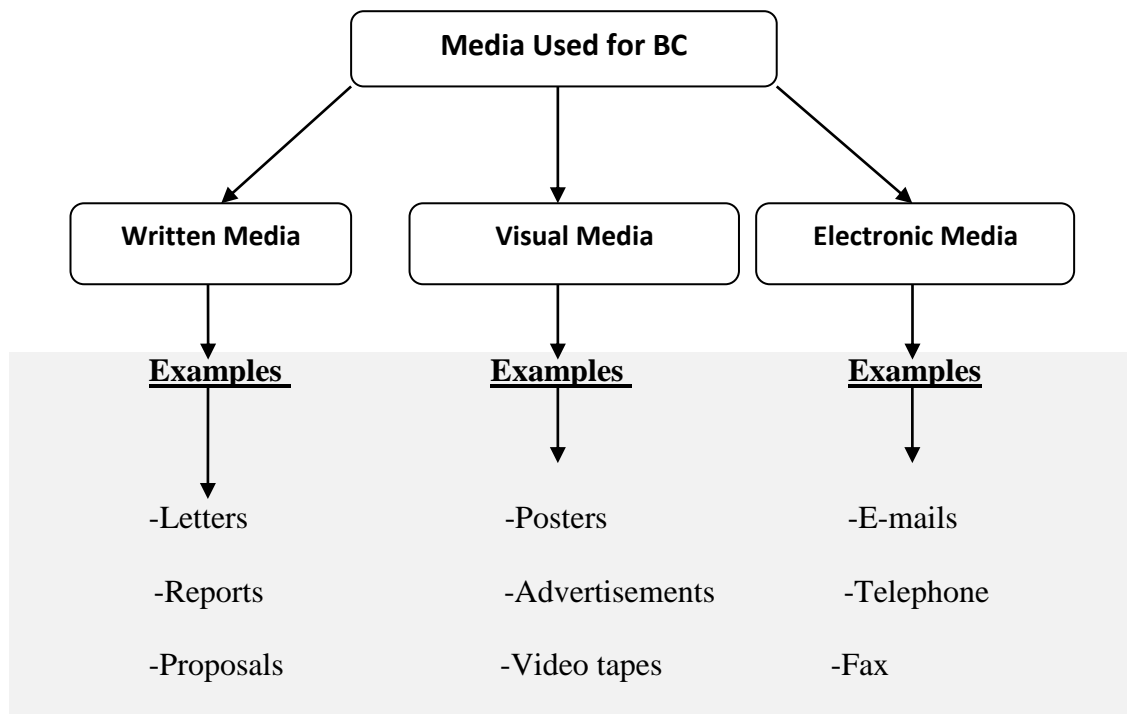 Media Used for BC
Written Media
Visual Media
Electronic Media
Examples
Examples
Examples
-Letters
-Posters
-E-mails
-Reports
-Advertisements
-Telephone
-Proposals
-Video tapes
-Fax